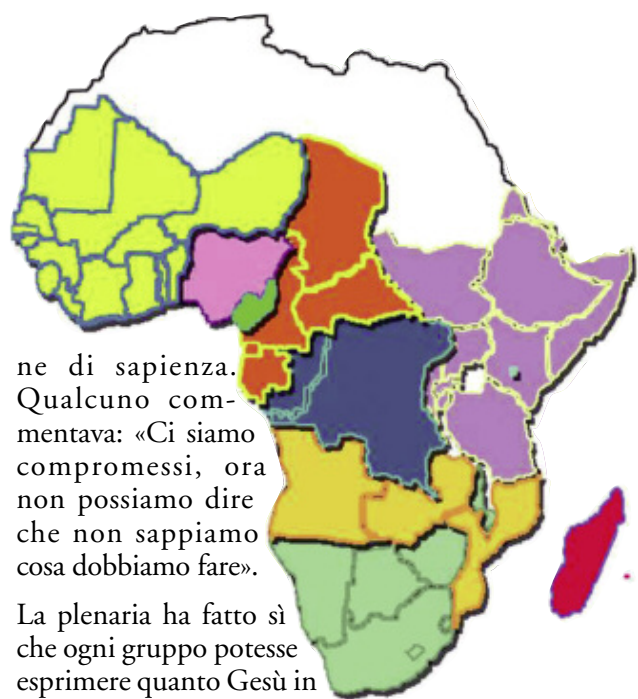 ne di sapienza.
Qualcuno com-
mentava: «Ci siamo
compromessi, ora
non possiamo dire
che non sappiamo
cosa dobbiamo fare».
La plenaria ha fatto sì
che ogni gruppo potesse
esprimere quanto Gesù in